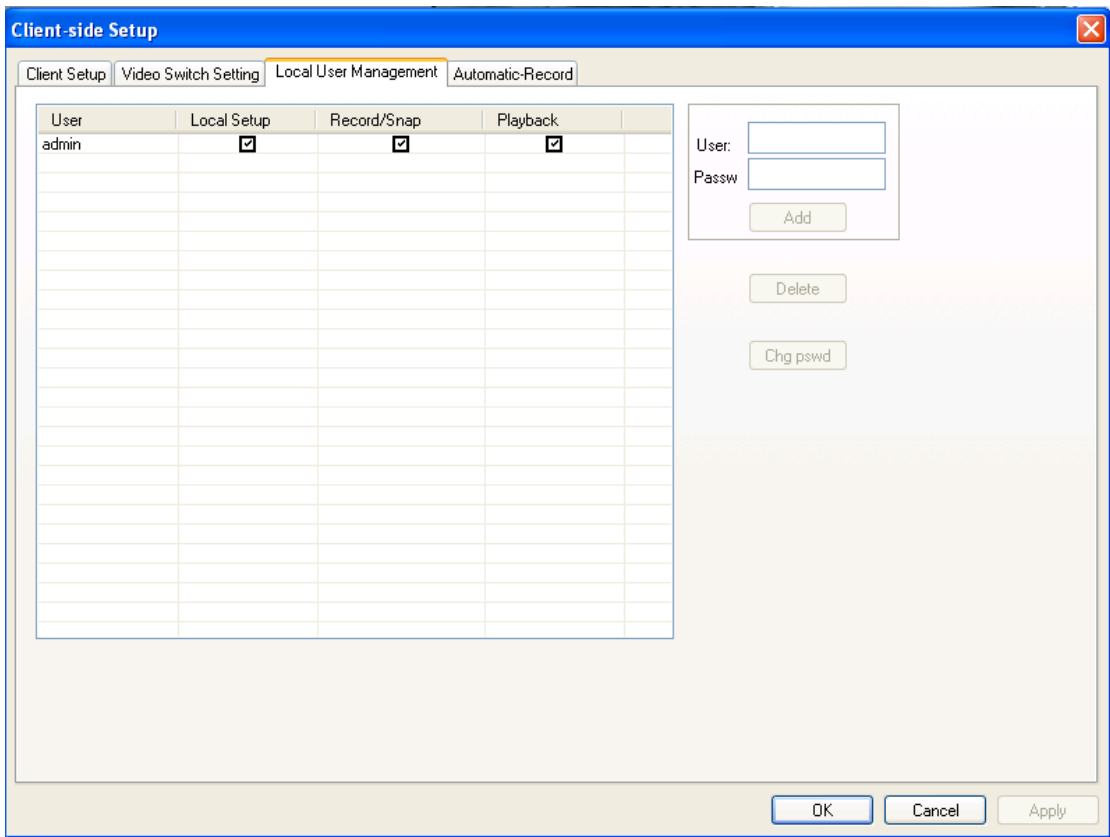 Client-side Setup
Client Setup Video Switch Setting Local User Management Automatic-Record
User Local Setup Record/Snap Playback
admin
User:
Passw
Add
Delete
Chg pswd
OK Cancel Apply